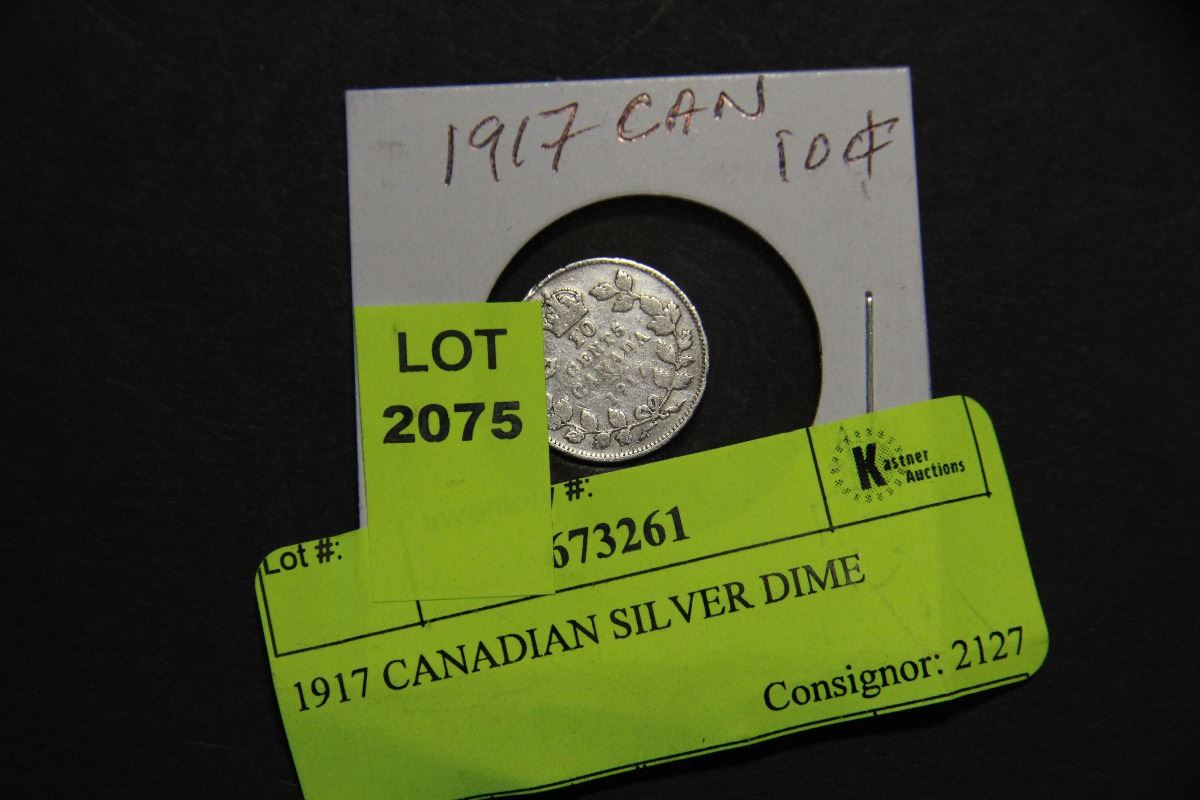 1917 CAN 10¢
10
CENTS
CANADA
LOT
2075
#:
673261
Kastner
Auctions
Lot #:
1917 CANADIAN SILVER DIME
Consignor: 2127